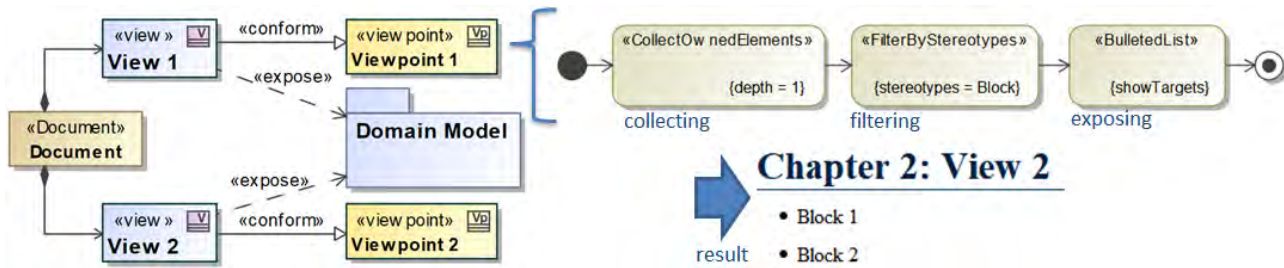 «view »
V
View 1
«conform»
«view point»
Vp
Viewpoint 1
«expose»
«Document»
Document
Domain Model
«expose»
«view »
V
View 2
«conform»
«view point»
Vp
Viewpoint 2
«CollectOw nedElements»
{depth = 1}
collecting
«FilterByStereotypes»
{stereotypes = Block}
filtering
«BulletedList»
{showTargets}
exposing
result
Chapter 2: View 2
• Block 1
• Block 2